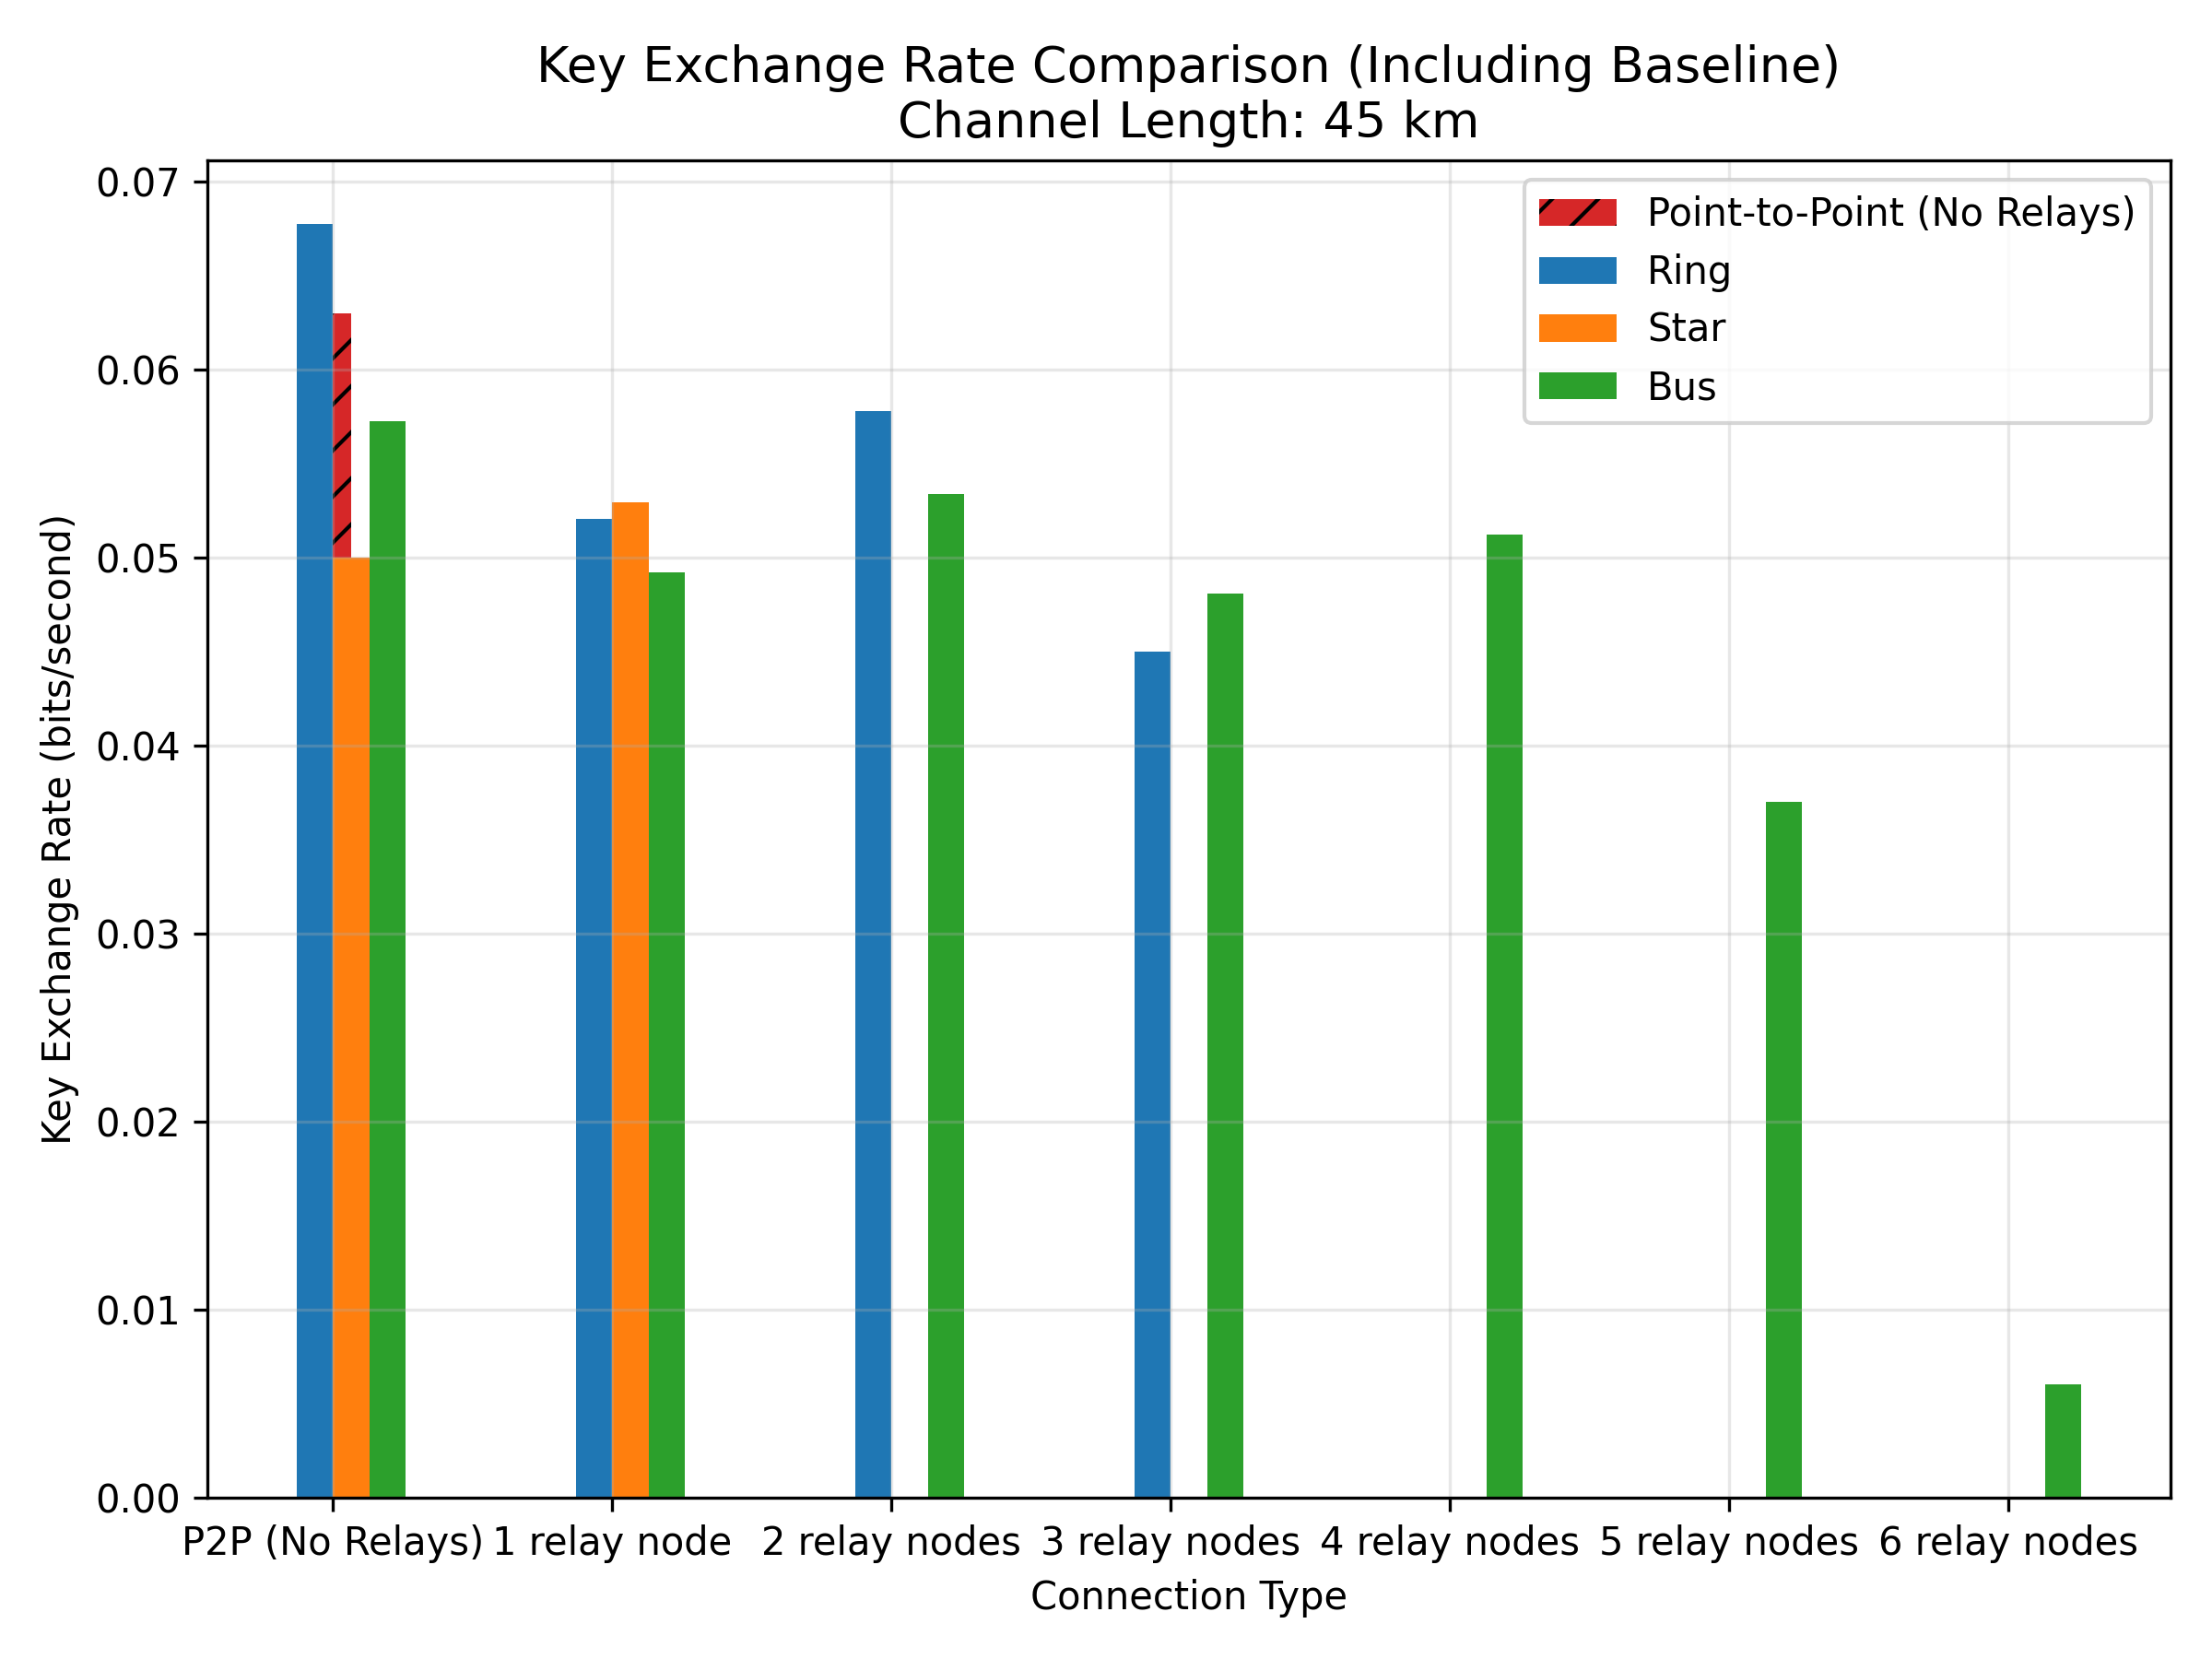 Key Exchange Rate Comparison (Including Baseline)
Channel Length: 45 km
Point-to-Point (No Relays)
Ring
Star
Bus
Key Exchange Rate (bits/second)
0.07
0.06
0.05
0.04
0.03
0.02
0.01
0.00
P2P (No Relays) 1 relay node 2 relay nodes 3 relay nodes 4 relay nodes 5 relay nodes 6 relay nodes
Connection Type